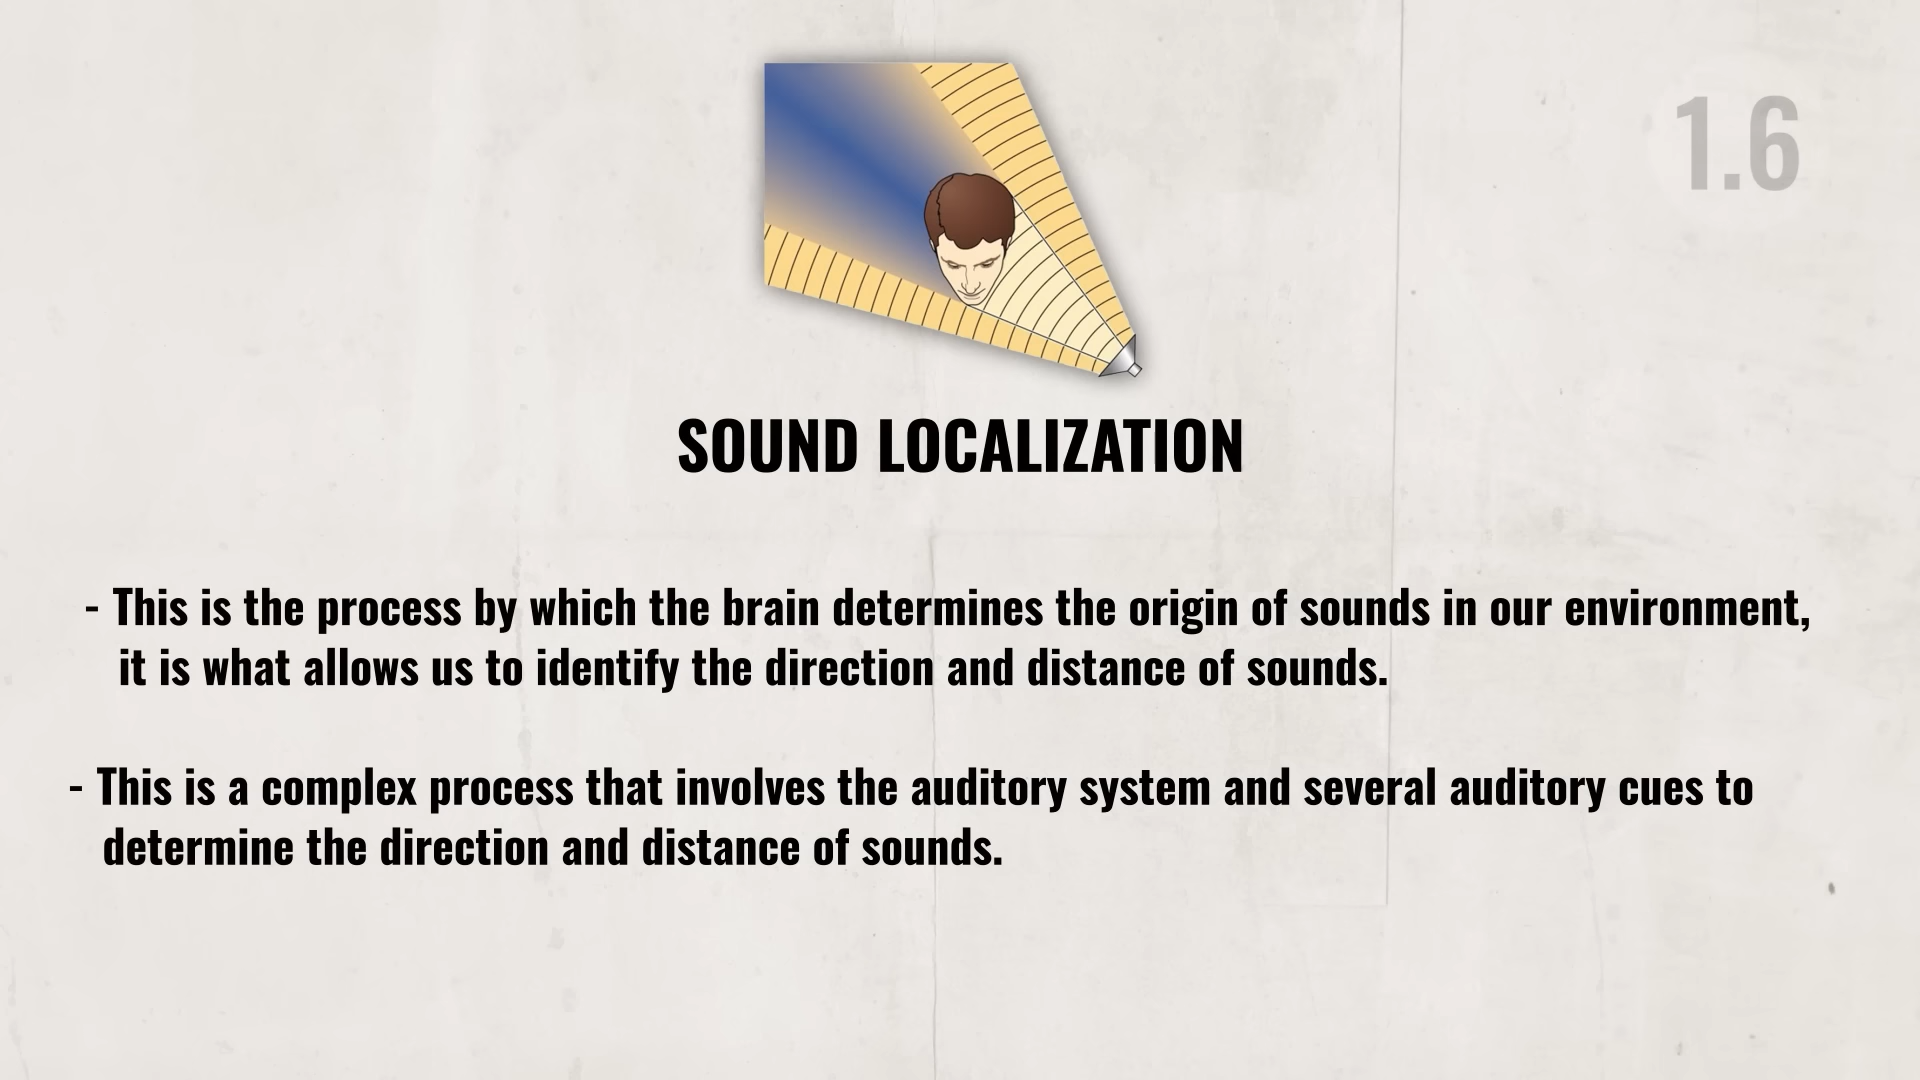 1.6
SOUND LOCALIZATION
- This is the process by which the brain determines the origin of sounds in our environment,
it is what allows us to identify the direction and distance of sounds.
- This is a complex process that involves the auditory system and several auditory cues to
determine the direction and distance of sounds.